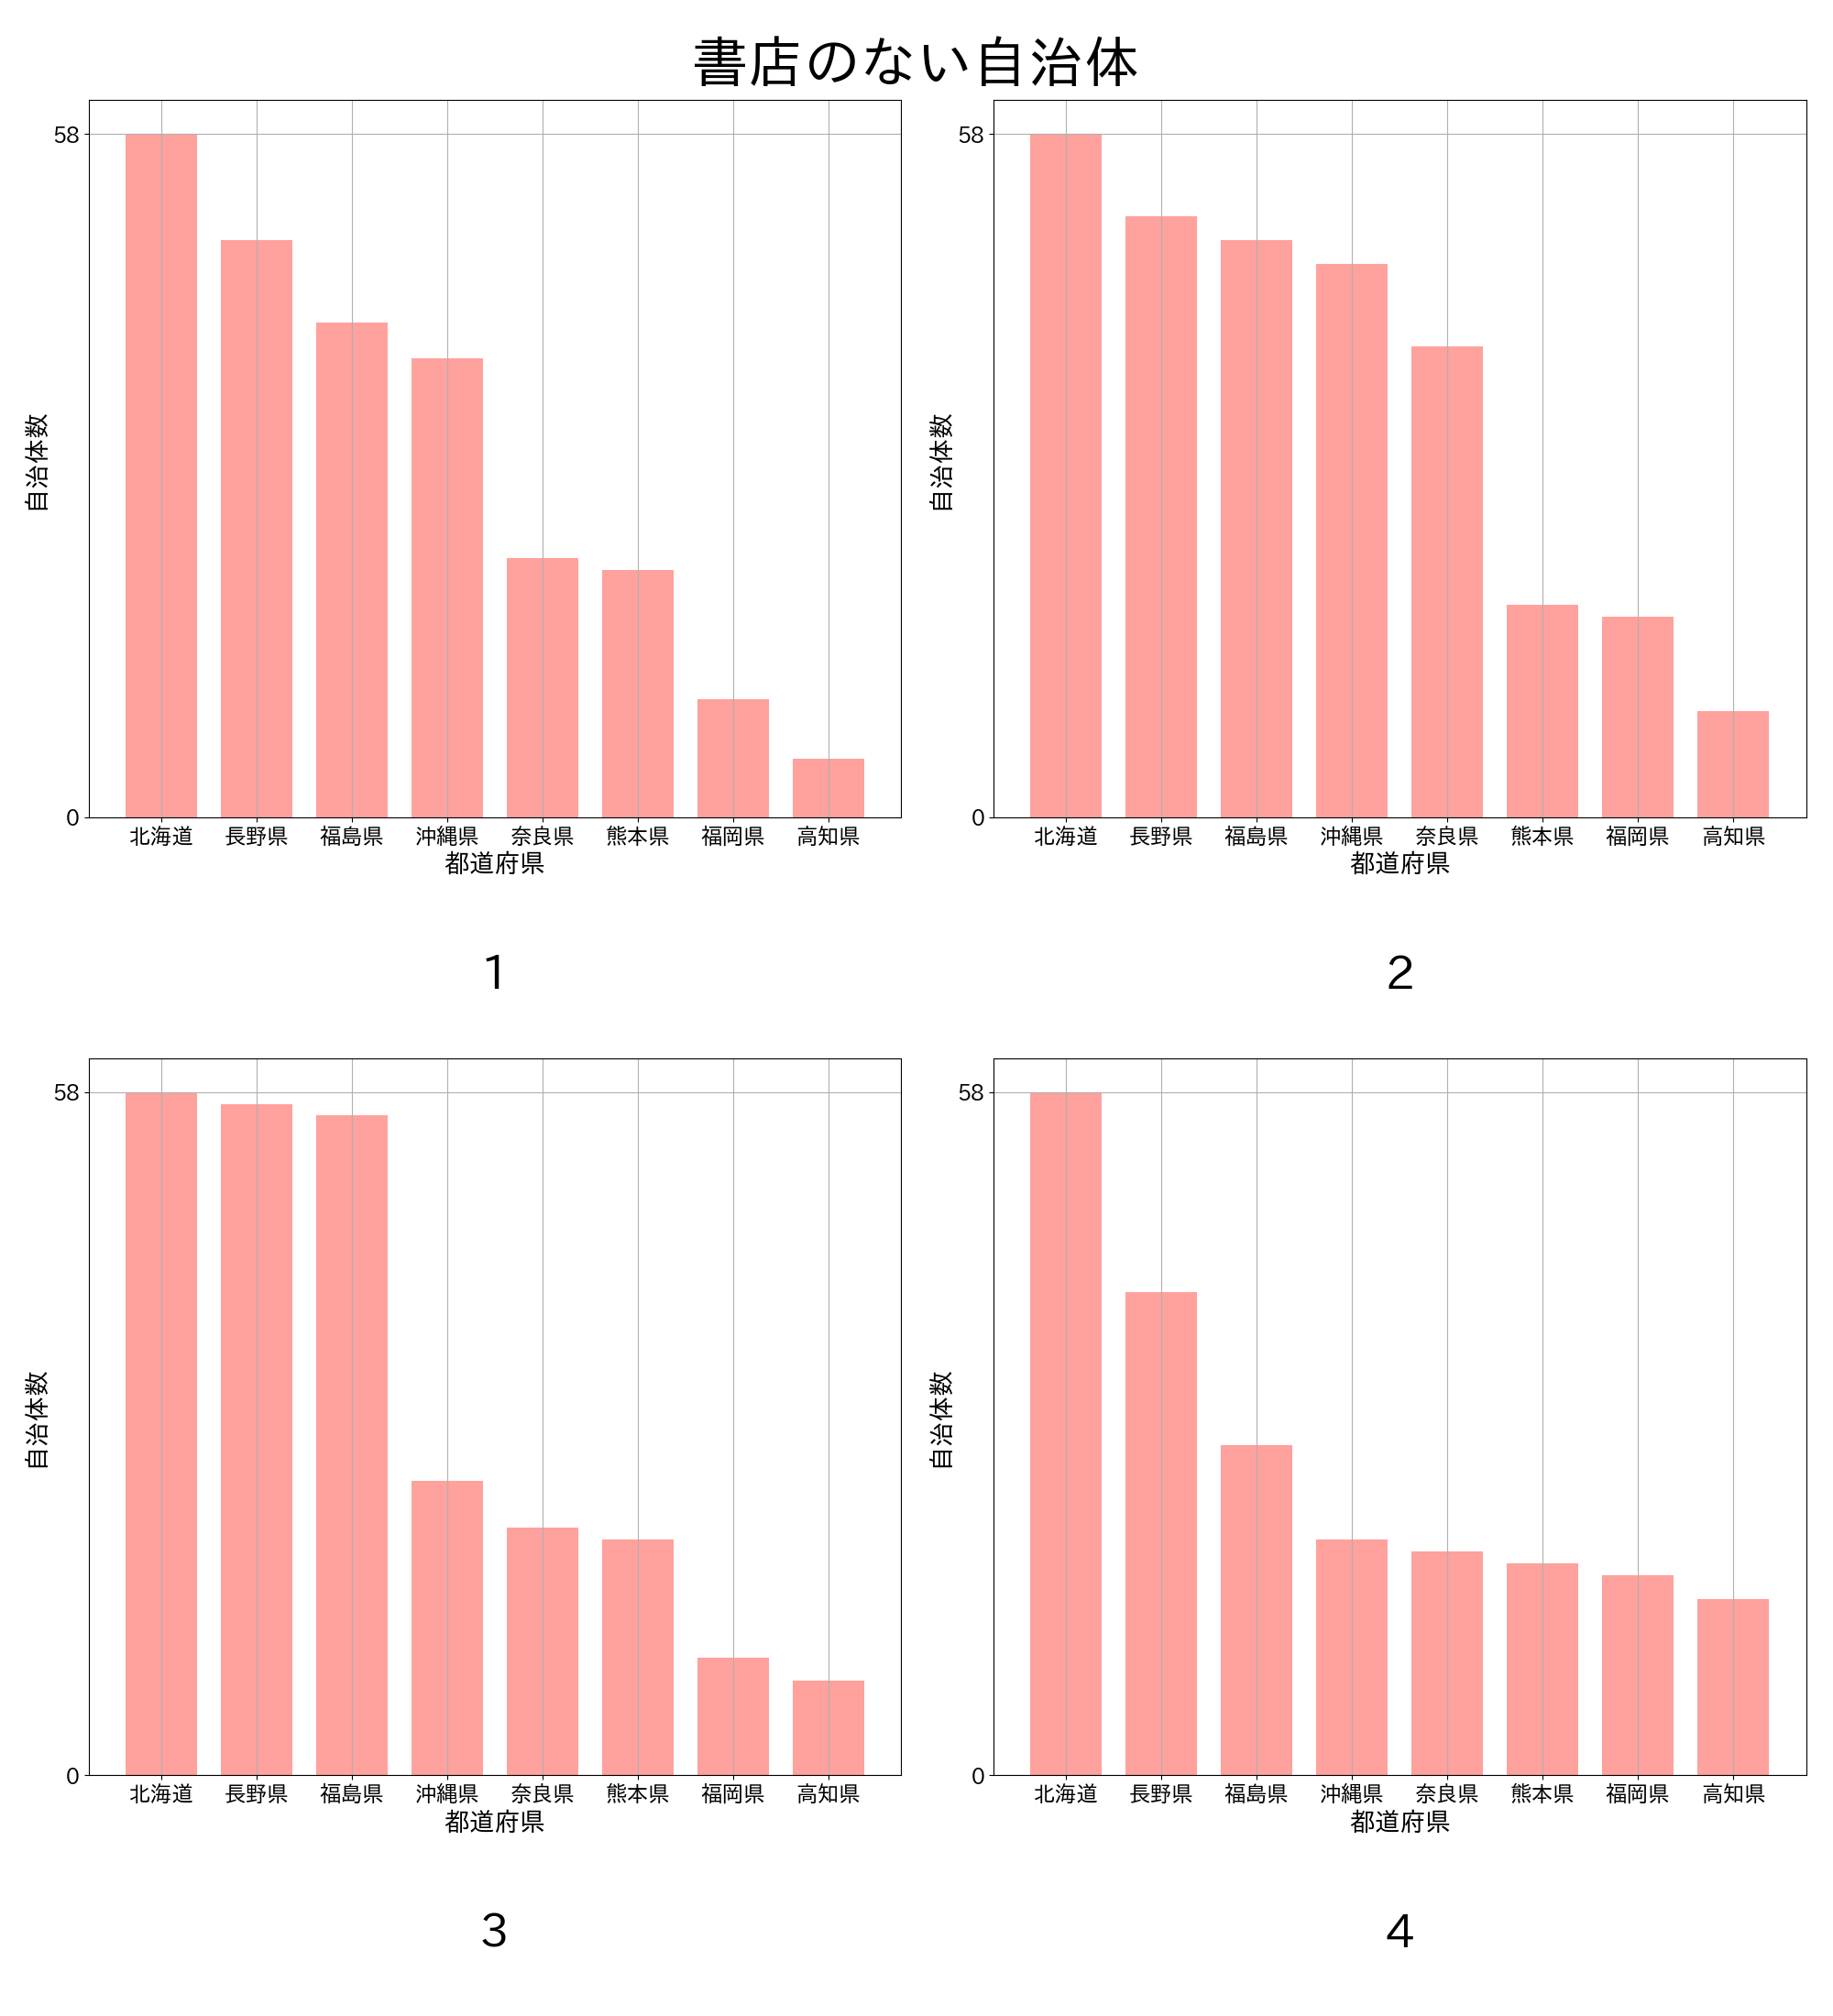 書店のない自治体
58
自治体数
0
北海道 長野県 福島県 沖縄県 奈良県 熊本県 福岡県 高知県
都道府県
1
58
自治体数
0
北海道 長野県 福島県 沖縄県 奈良県 熊本県 福岡県 高知県
都道府県
2
58
自治体数
0
北海道 長野県 福島県 沖縄県 奈良県 熊本県 福岡県 高知県
都道府県
3
58
自治体数
0
北海道 長野県 福島県 沖縄県 奈良県 熊本県 福岡県 高知県
都道府県
4